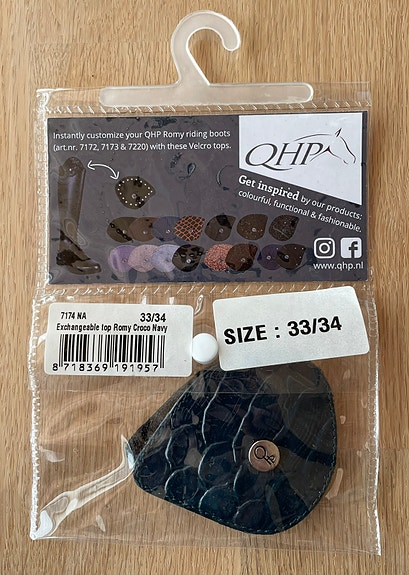 Instantly customize your QHP Romy riding boots
(art.nr. 7172, 7173 & 7220) with these Velcro tops.
QHP
Get inspired by our products:
colourful, functional & fashionable.
www.qhp.nl
7174 NA 33/34
Exchangeable top Romy Croco Navy
8 718369 191957
SIZE : 33/34